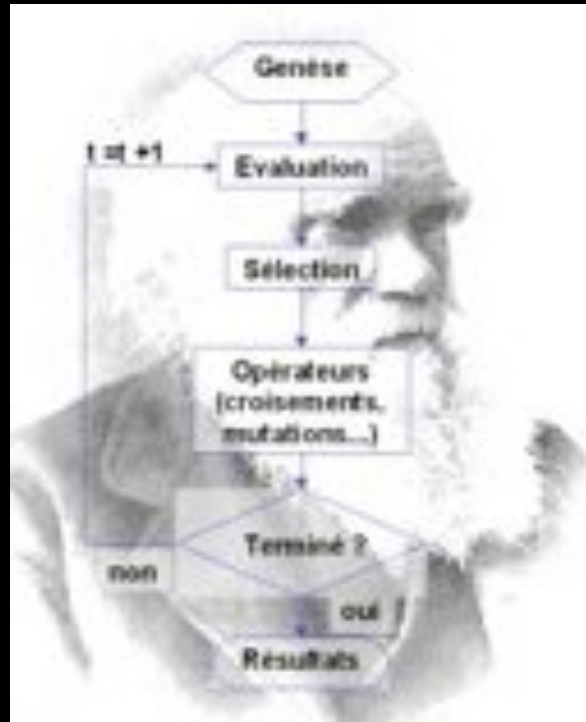 Genèse
t =t +1
Evaluation
Sélection
Opérateurs
(croisements,
mutations...)
Terminé ?
non
oui
Résultats